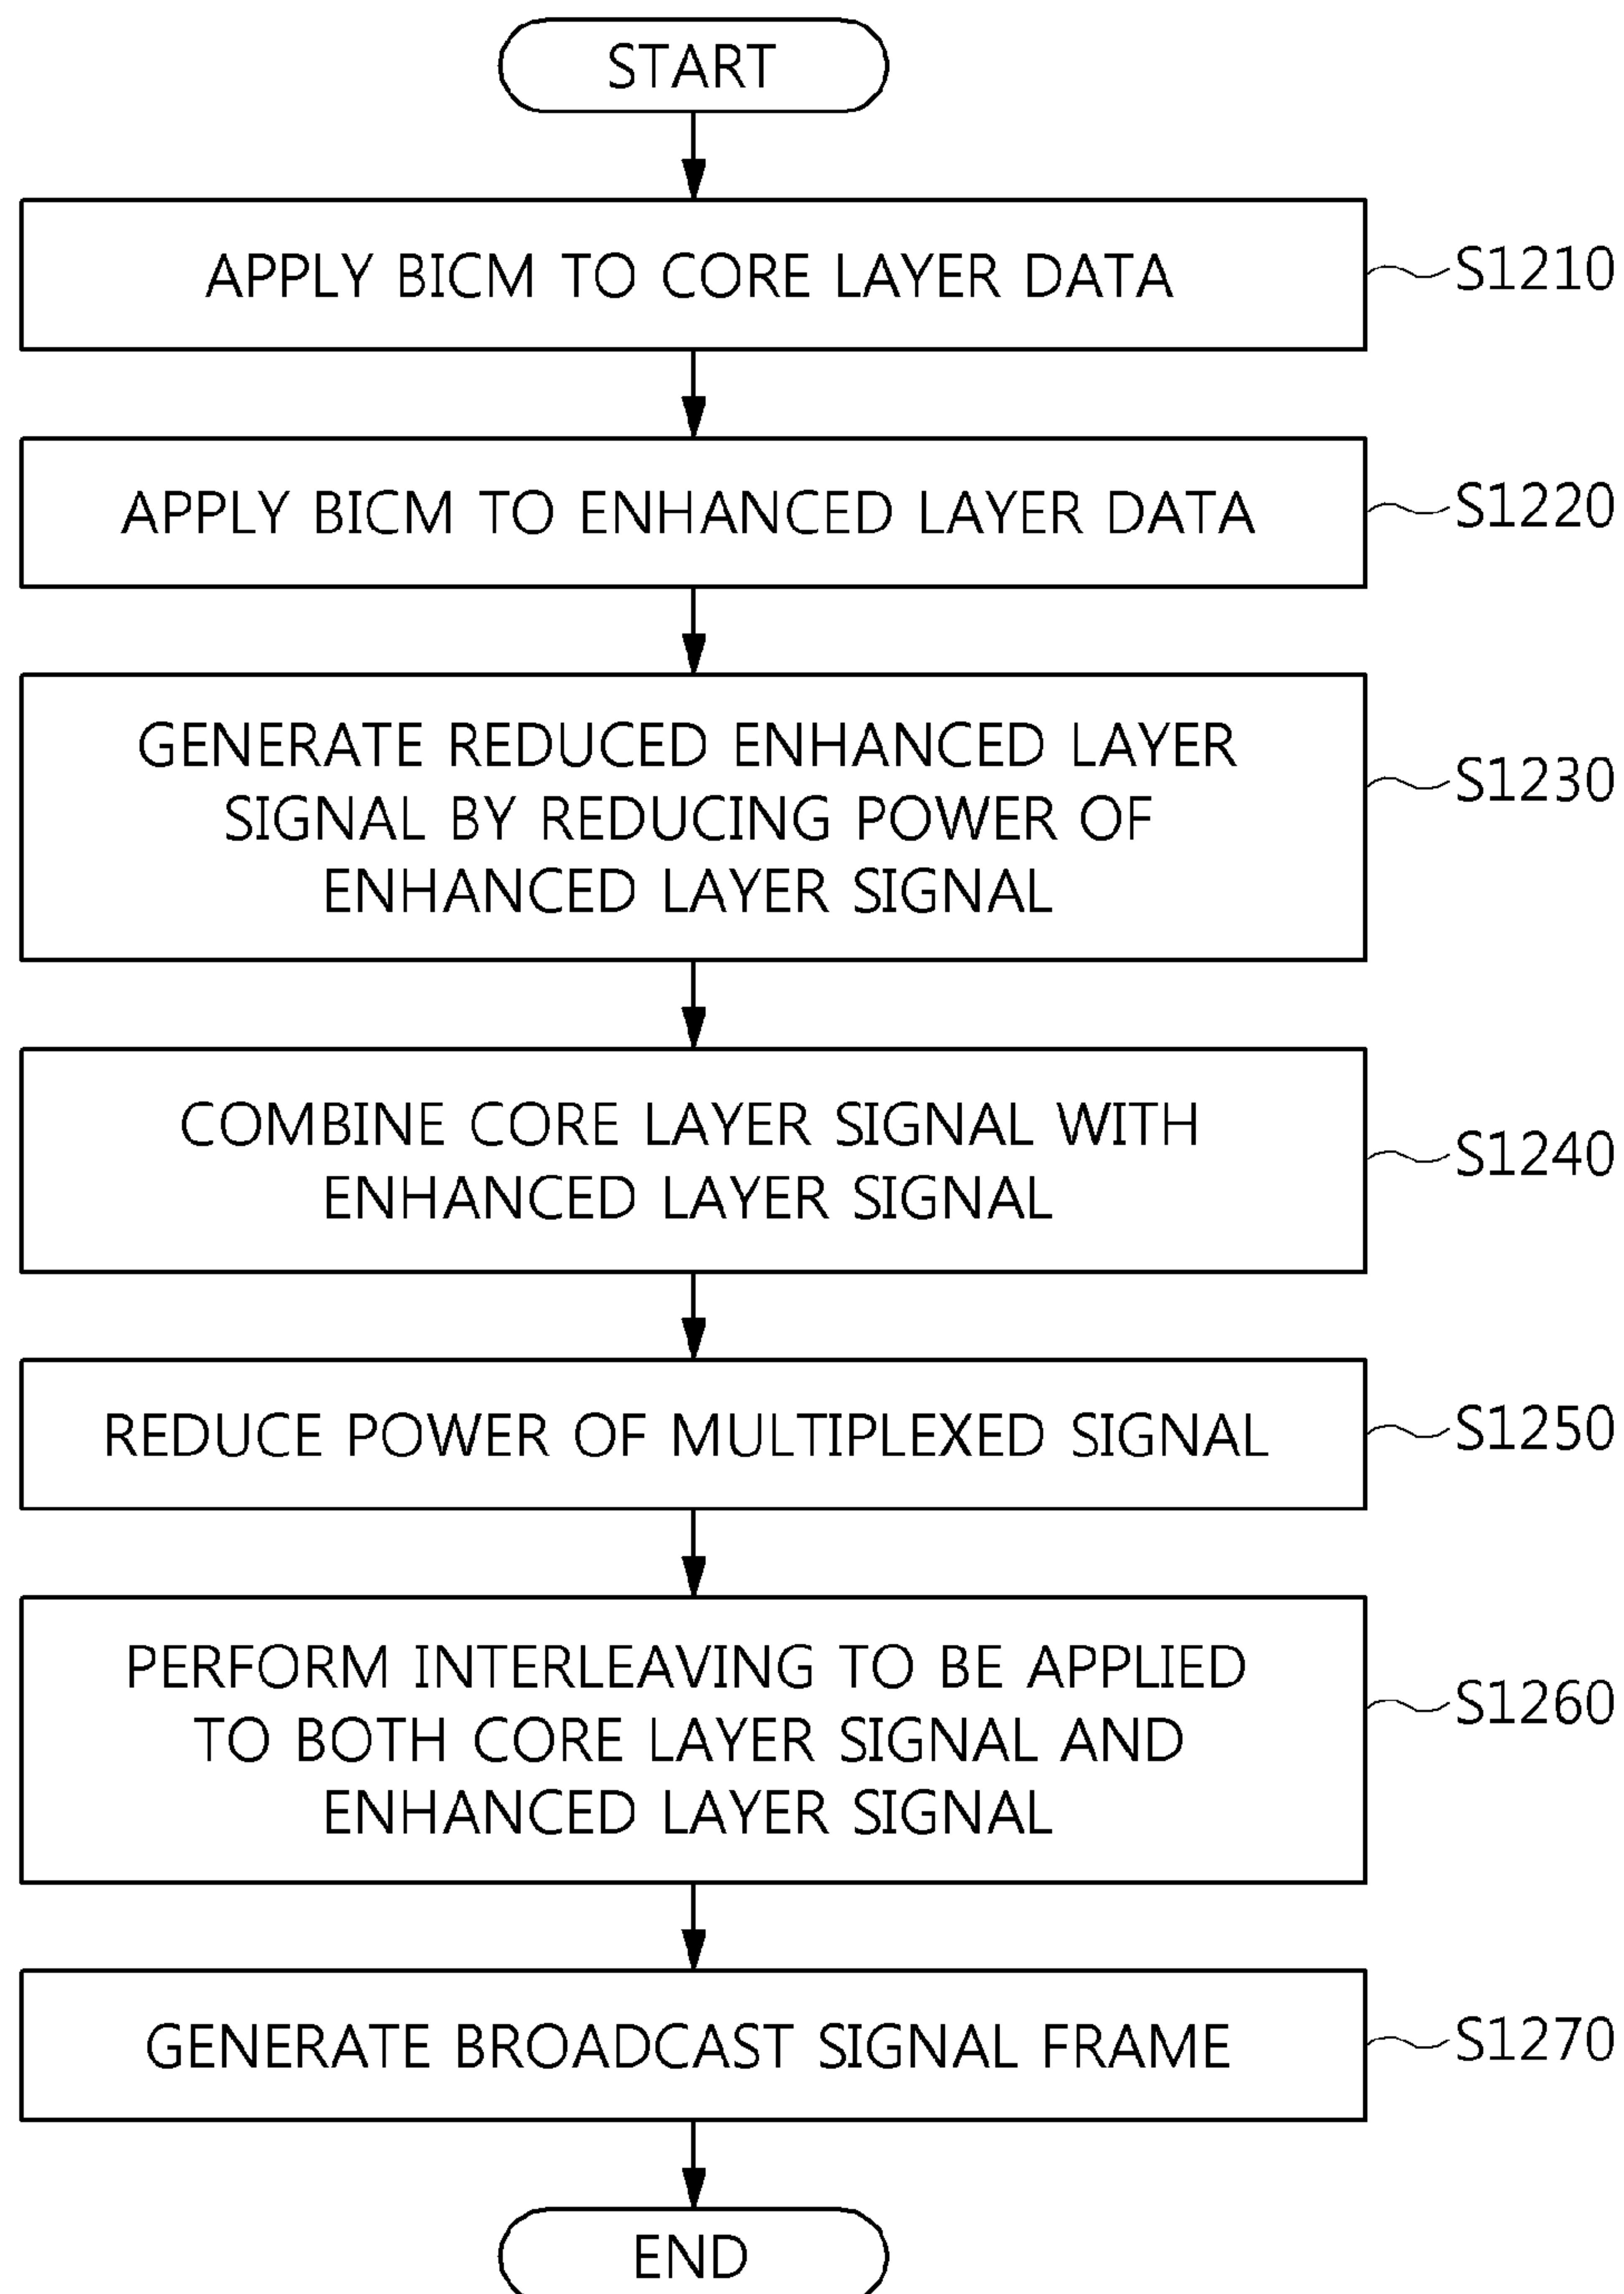 START
APPLY BICM TO CORE LAYER DATA
S1210
APPLY BICM TO ENHANCED LAYER DATA
S1220
GENERATE REDUCED ENHANCED LAYER
SIGNAL BY REDUCING POWER OF
ENHANCED LAYER SIGNAL
S1230
COMBINE CORE LAYER SIGNAL WITH
ENHANCED LAYER SIGNAL
S1240
REDUCE POWER OF MULTIPLEXED SIGNAL
S1250
PERFORM INTERLEAVING TO BE APPLIED
TO BOTH CORE LAYER SIGNAL AND
ENHANCED LAYER SIGNAL
S1260
GENERATE BROADCAST SIGNAL FRAME
S1270
END